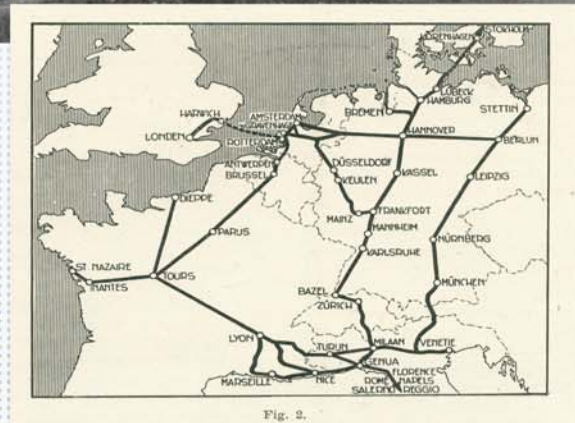 KOPENHAGEN
STOKHOLM
LÜBECK
HAMBURG
STETTIN
BREMEN
HARWICH
AMSTERDAM
'S GRAVENHAGE
LONDEN
ROTTERDAM
HANNOVER
BERLIJN
ANTWERPEN
BRUSSEL
DÜSSELDORF
KEULEN
KASSEL
LEIPZIG
DIEPPE
MAINZ
FRANKFORT
MANNHEIM
PARIJS
KARLSRUHE
NÜRNBERG
ST. NAZAIRE
TOURS
NANTES
BAZEL
ZÜRICH
MÜNCHEN
LYON
TURIJN
MILAAN
VENETIE
GENUA
MARSEILLE
NICE
FLORENCE
ROME NAPELS
SALERNO REGGIO
Fig. 2.